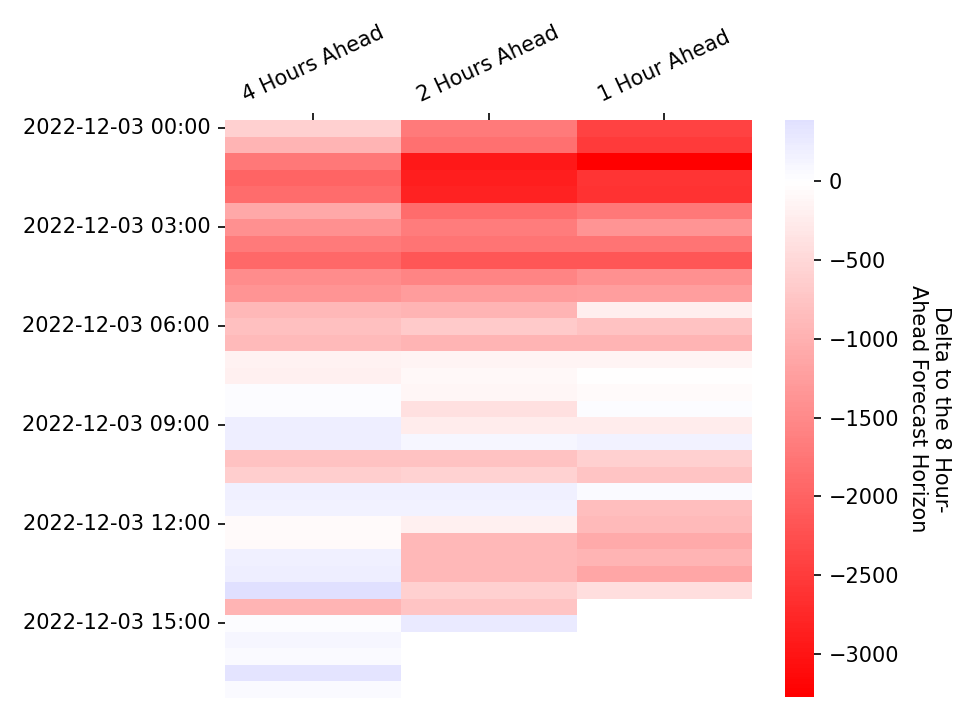 4 Hours Ahead
2 Hours Ahead
1 Hour Ahead
2022-12-03 00:00
2022-12-03 03:00
2022-12-03 06:00
2022-12-03 09:00
2022-12-03 12:00
2022-12-03 15:00
0
−500
−1000
−1500
−2000
−2500
−3000
Delta to the 8 Hour-
Ahead Forecast Horizon